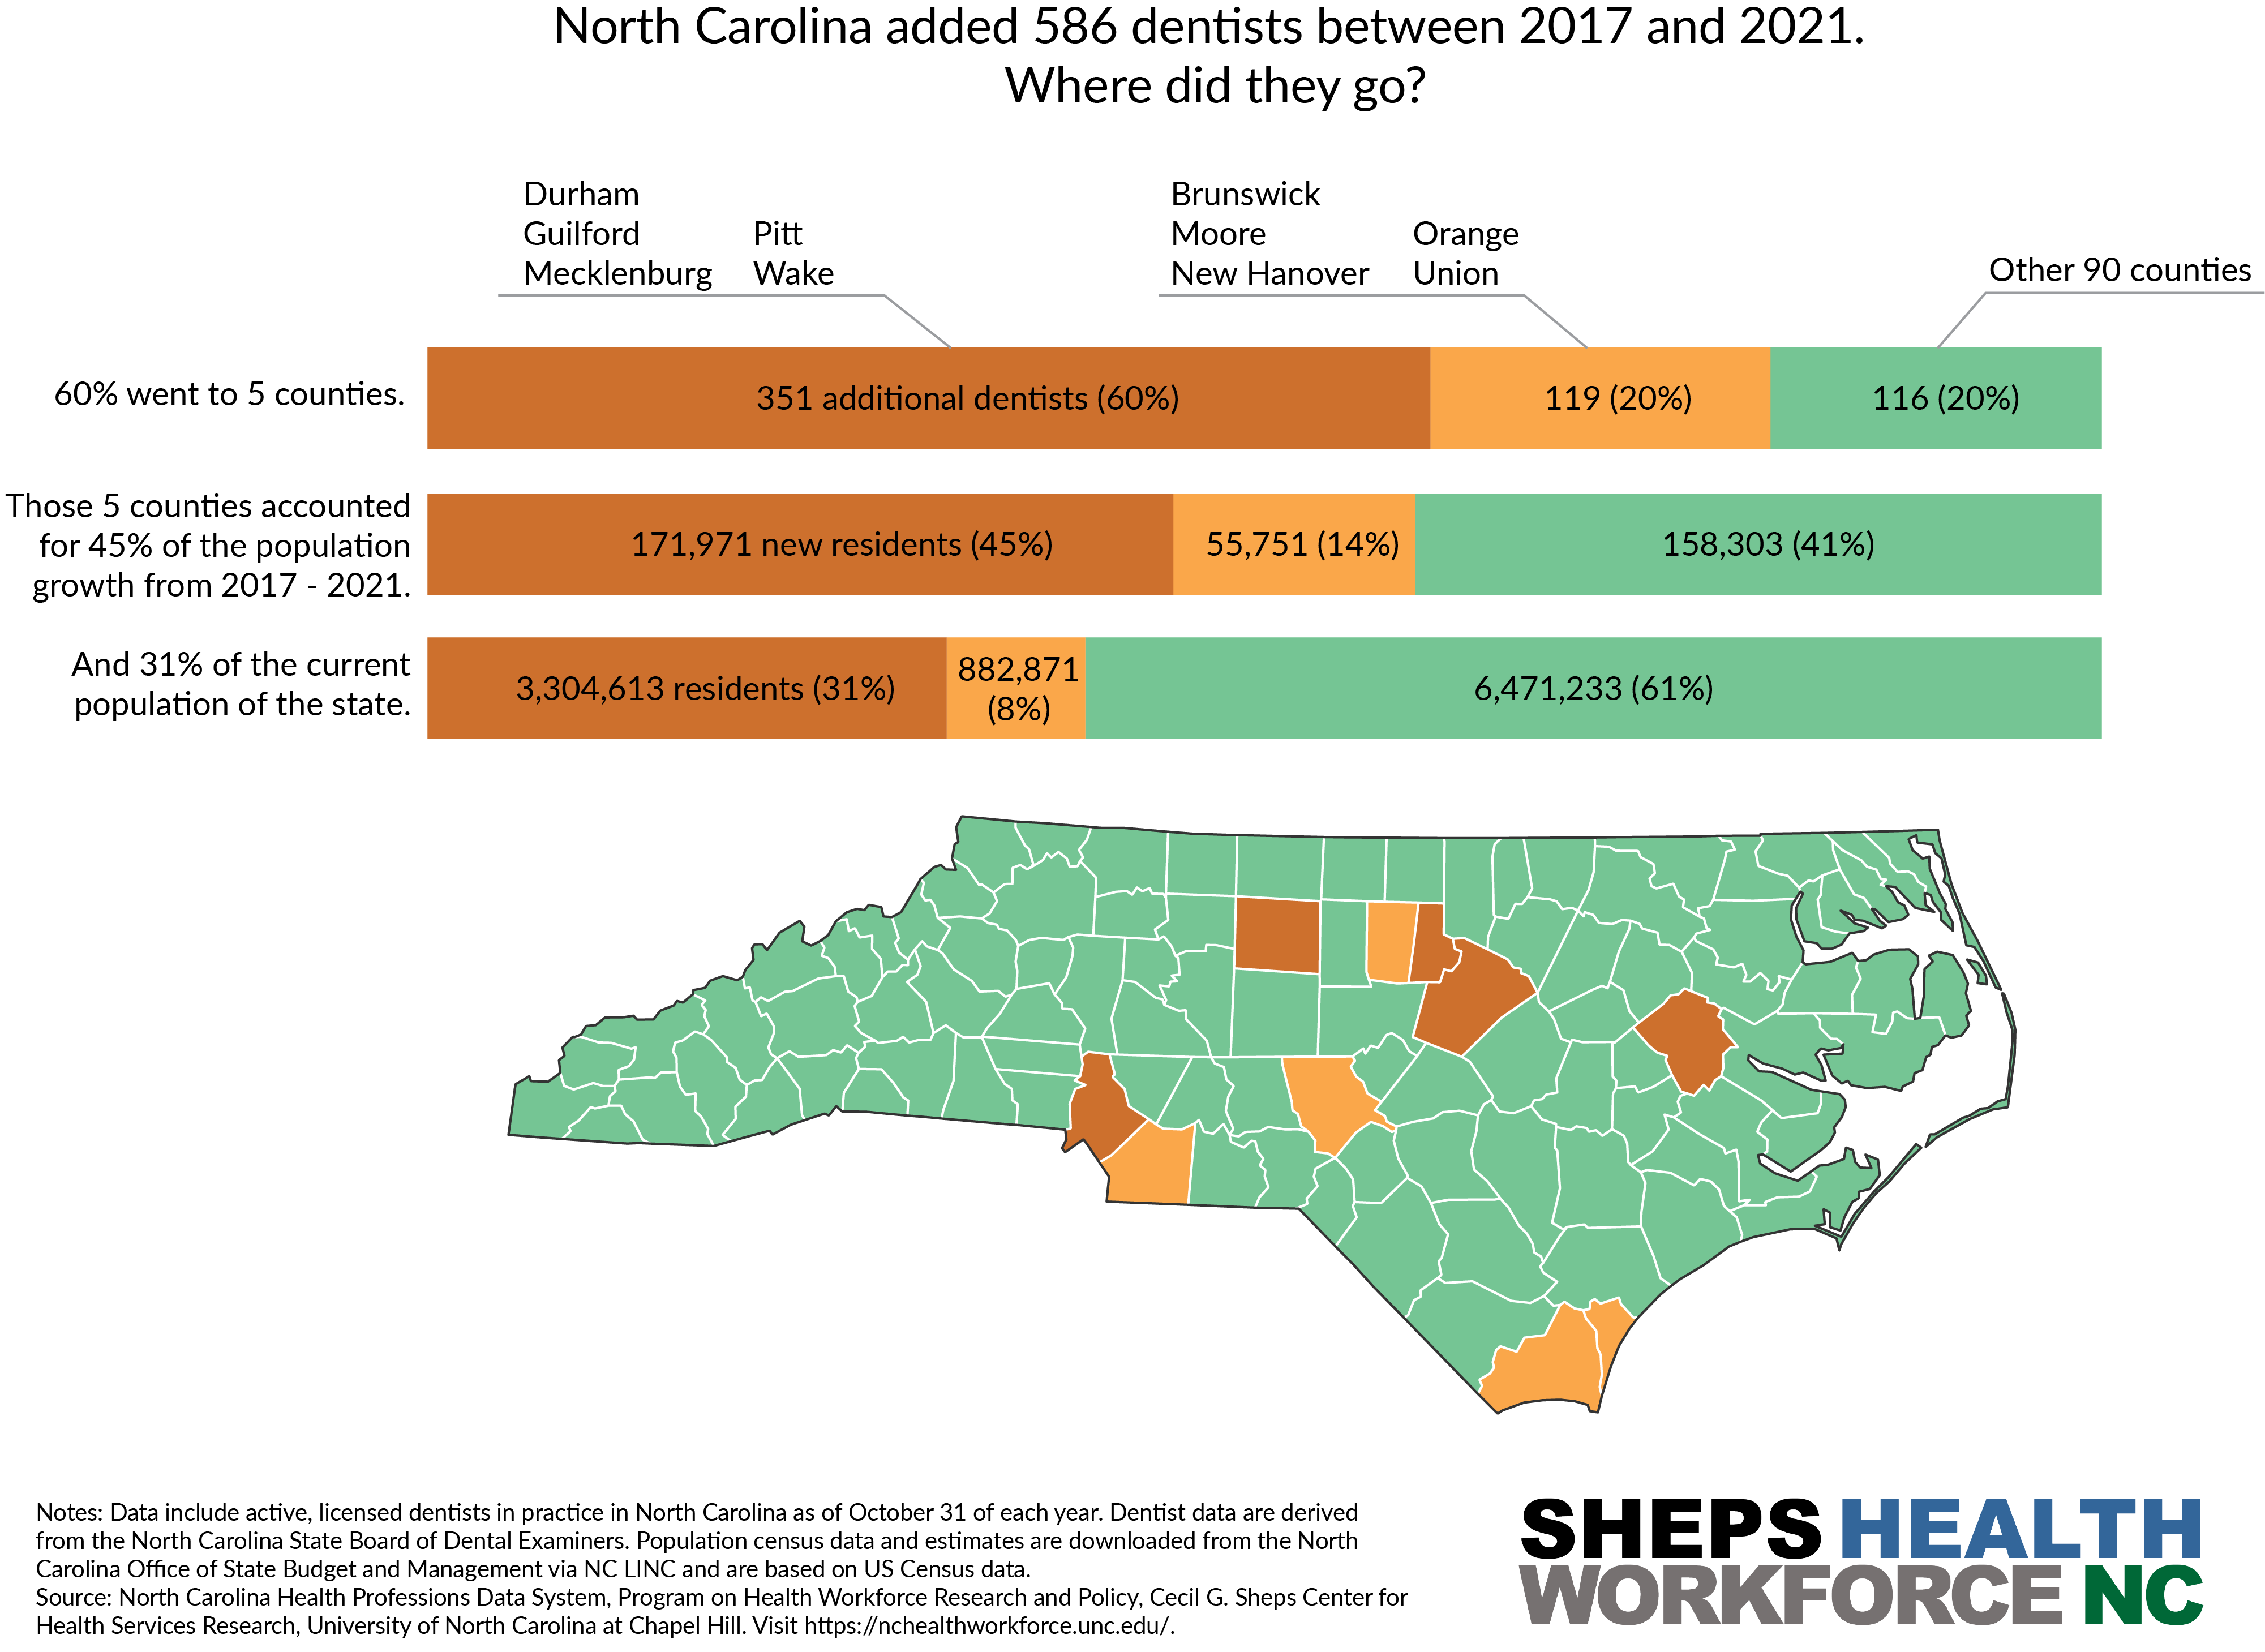 North Carolina added 586 dentists between 2017 and 2021.
Where did they go?
Durham
Guilford
Mecklenburg
Pitt
Wake
Brunswick
Moore
New Hanover
Orange
Union
Other 90 counties
60% went to 5 counties.
351 additional dentists (60%)
119 (20%)
116 (20%)
Those 5 counties accounted
for 45% of the population
growth from 2017 - 2021.
171,971 new residents (45%)
55,751 (14%)
158,303 (41%)
And 31% of the current
population of the state.
3,304,613 residents (31%)
882,871
(8%)
6,471,233 (61%)
Notes: Data include active, licensed dentists in practice in North Carolina as of October 31 of each year. Dentist data are derived
from the North Carolina State Board of Dental Examiners. Population census data and estimates are downloaded from the North
Carolina Office of State Budget and Management via NC LINC and are based on US Census data.
Source: North Carolina Health Professions Data System, Program on Health Workforce Research and Policy, Cecil G. Sheps Center for
Health Services Research, University of North Carolina at Chapel Hill. Visit https://nchealthworkforce.unc.edu/.
SHEPS HEALTH
WORKFORCE NC